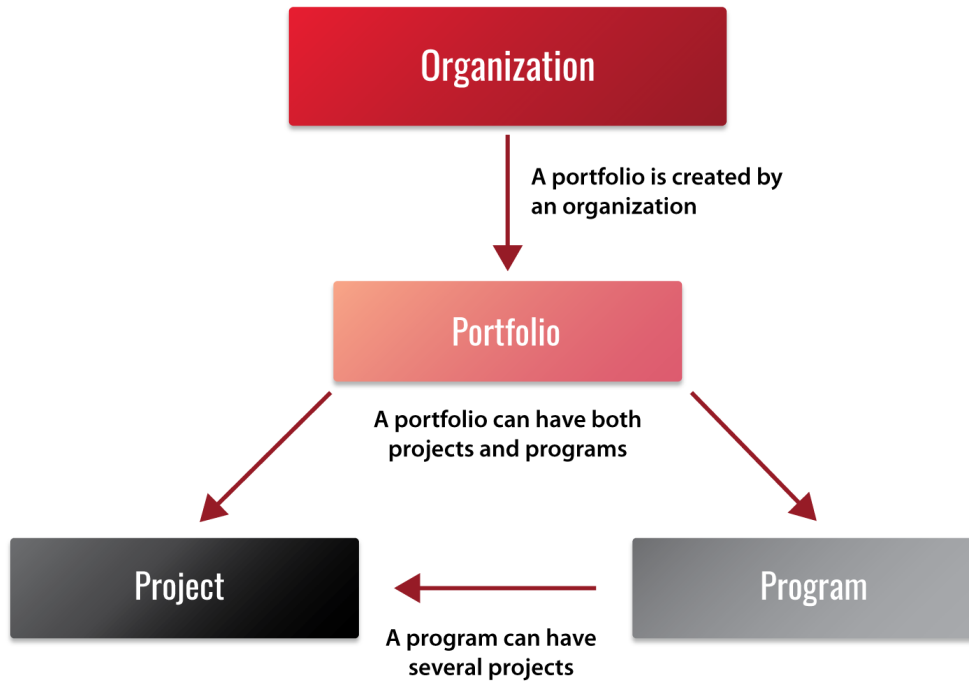 Organization
A portfolio is created by
an organization
Portfolio
A portfolio can have both
projects and programs
Project
Program
A program can have
several projects